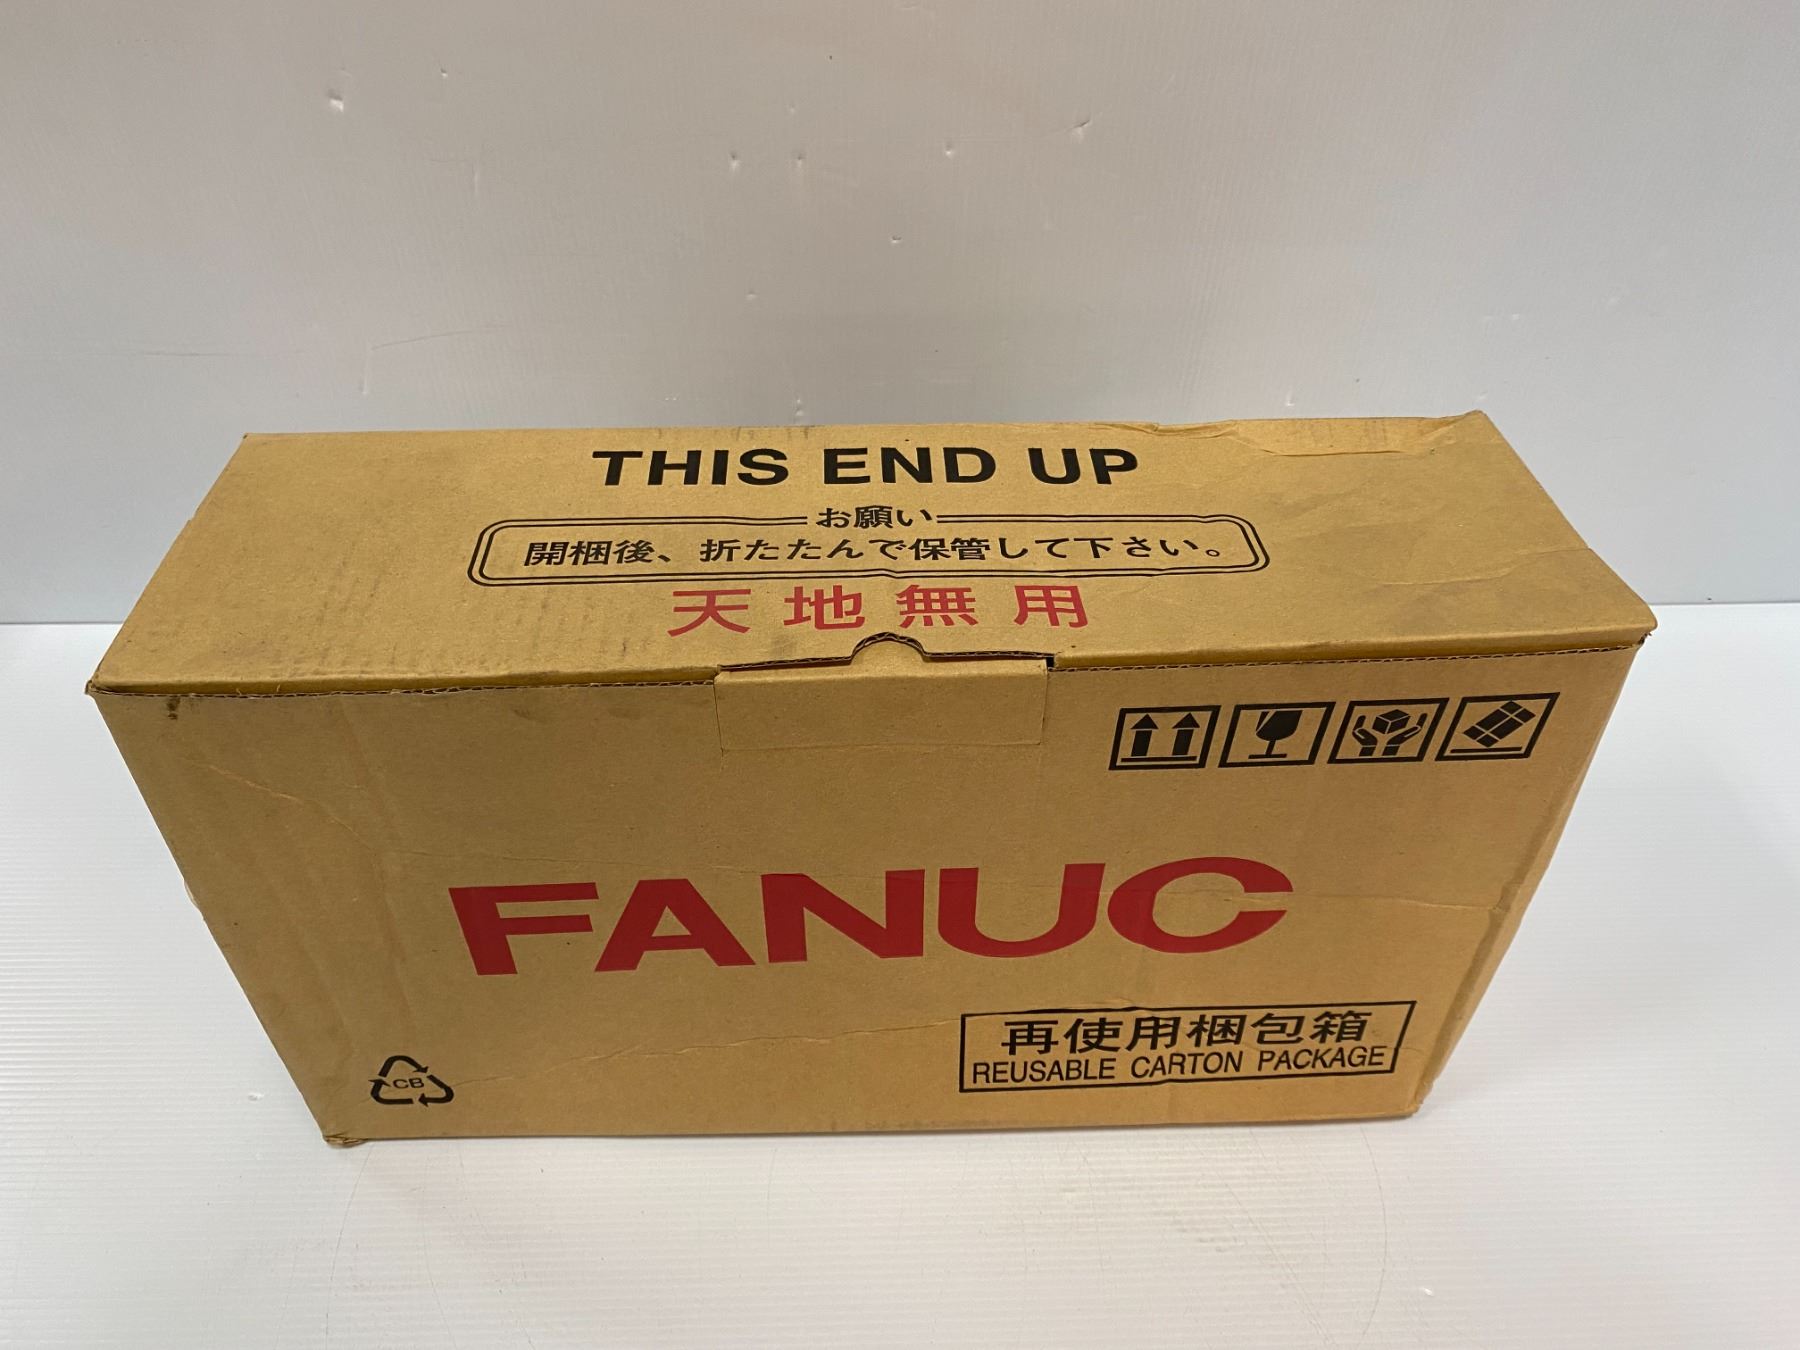 THIS END UP
お願い
開梱後、折たたんで保管して下さい。
天地無用
FANUC
再使用梱包箱
REUSABLE CARTON PACKAGE
CB